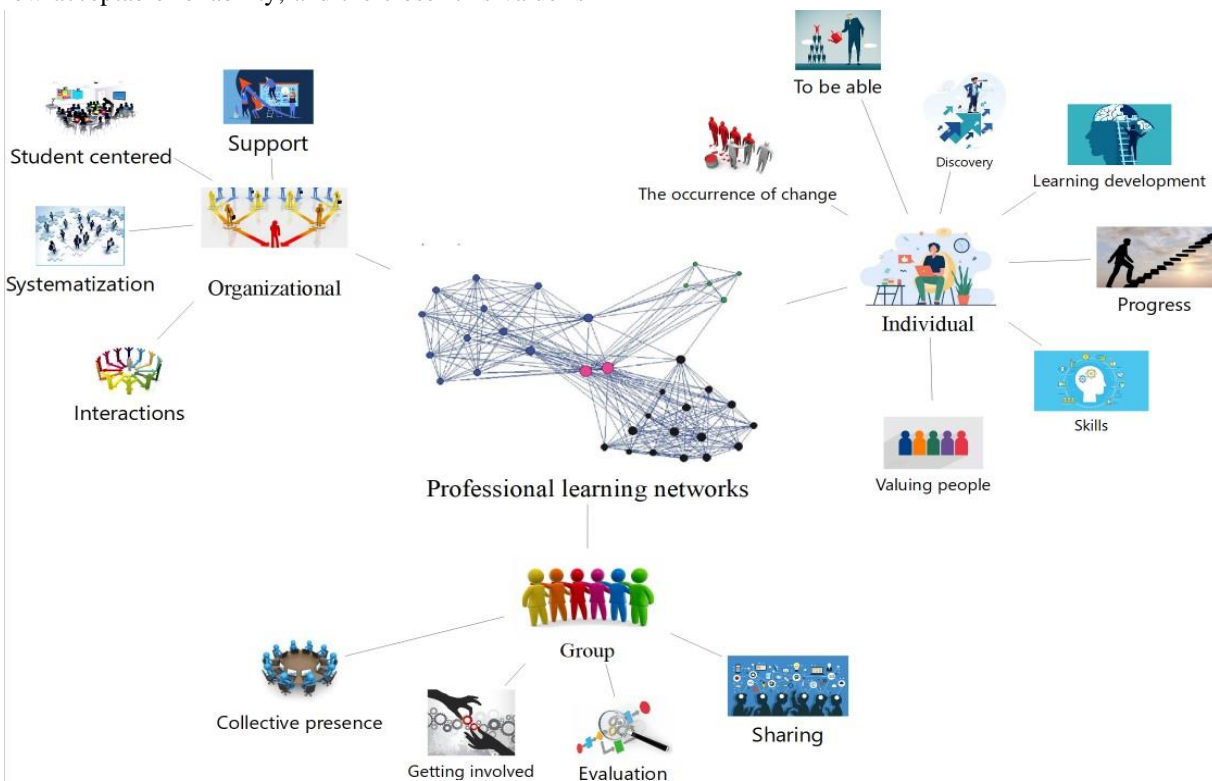 To be able
Support
Student centered
Discovery
Learning development
The occurrence of change
Systematization
Organizational
Progress
Individual
Interactions
Skills
Valuing people
Professional learning networks
Group
Collective presence
Sharing
Getting involved
Evaluation